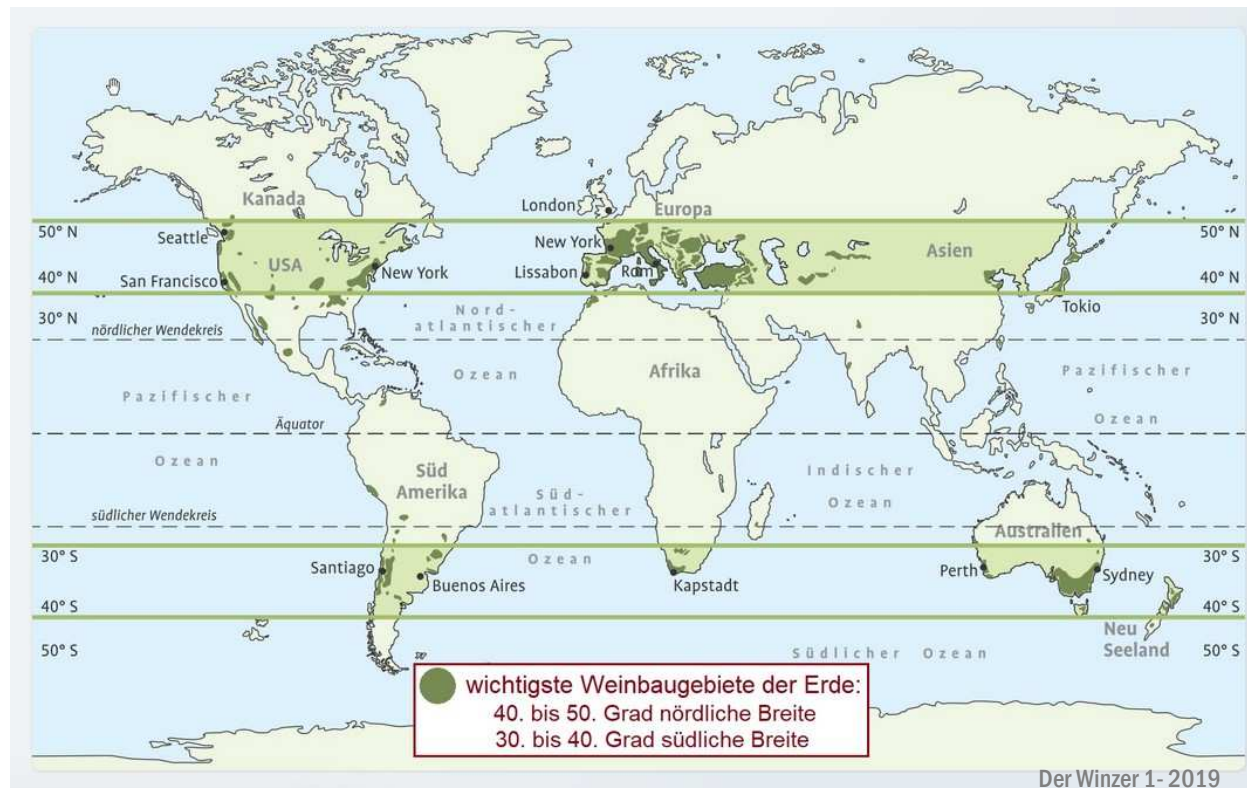 Kanada
London
Europa
50° N
50° N
Seattle
New York
Asien
USA
New York
Lissabon
Rom
40° N
San Francisco
40° N
Tokio
30° N
Nord-
atlantischer
Ozean
30° N
nördlicher Wendekreis
Afrika
Pazifischer
Ozean
Pazifischer
Ozean
Äquator
Süd
Amerika
Indischer
Ozean
Süd-
atlantischer
Ozean
südlicher Wendekreis
Australien
30° S
30° S
Santiago
Buenos Aires
Kapstadt
Perth
Sydney
40° S
40° S
Neu
Seeland
50° S
Südlicher Ozean
50° S
wichtigste Weinbaugebiete der Erde:
40. bis 50. Grad nördliche Breite
30. bis 40. Grad südliche Breite
Der Winzer 1- 2019